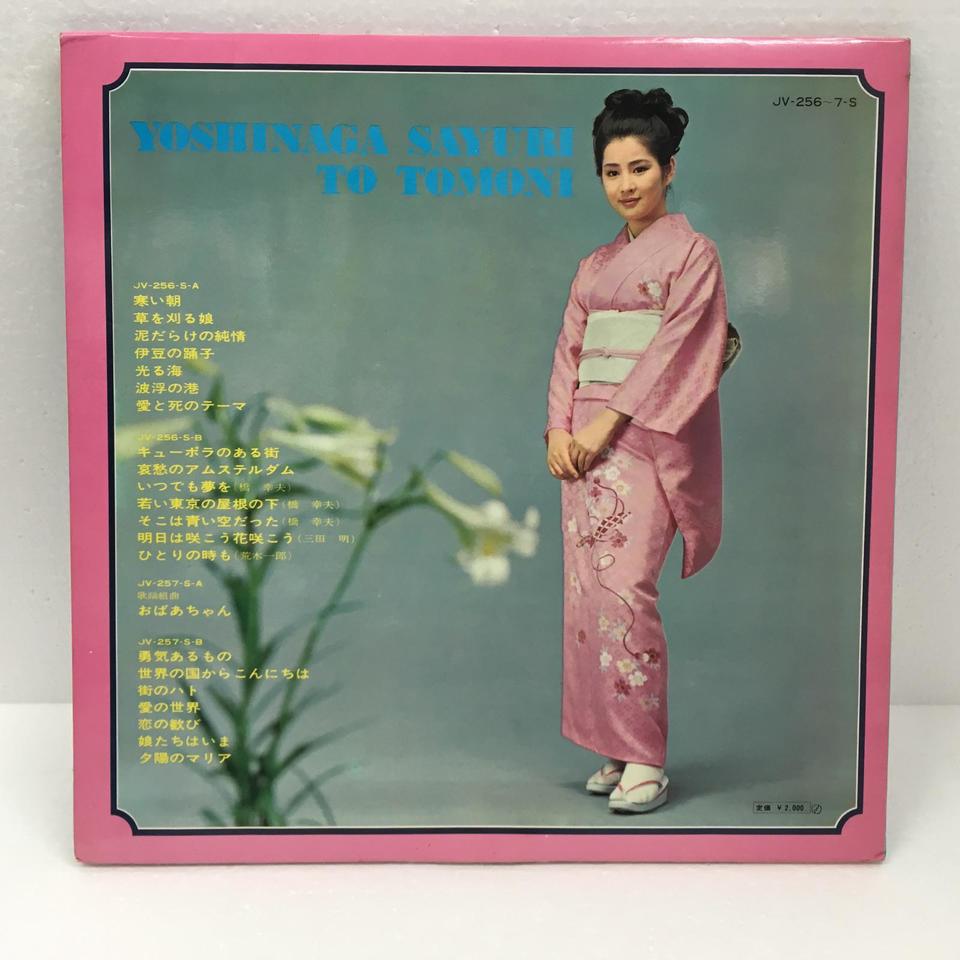 JV-256~7-S
YOSHINAGA SAYURI
TO TOMONI
JV-256-S-A
寒い朝
草を刈る娘
泥だらけの純情
伊豆の踊子
光る海
波浮の港
愛と死のテーマ
JV-256-S-B
キューポラのある街
哀愁のアムステルダム
いつでも夢を(橋 幸夫)
若い東京の屋根の下(橋 幸夫)
そこは青い空だった(橋 幸夫)
明日は咲こう花咲こう(三田 明)
ひとりの時も(荒木一郎)
JV-257-S-A
歌謡組曲
おばあちゃん
JV-257-S-B
勇気あるもの
世界の国からこんにちは
街のハト
愛の世界
恋の歓び
娘たちはいま
夕陽のマリア
定価 ¥2,000